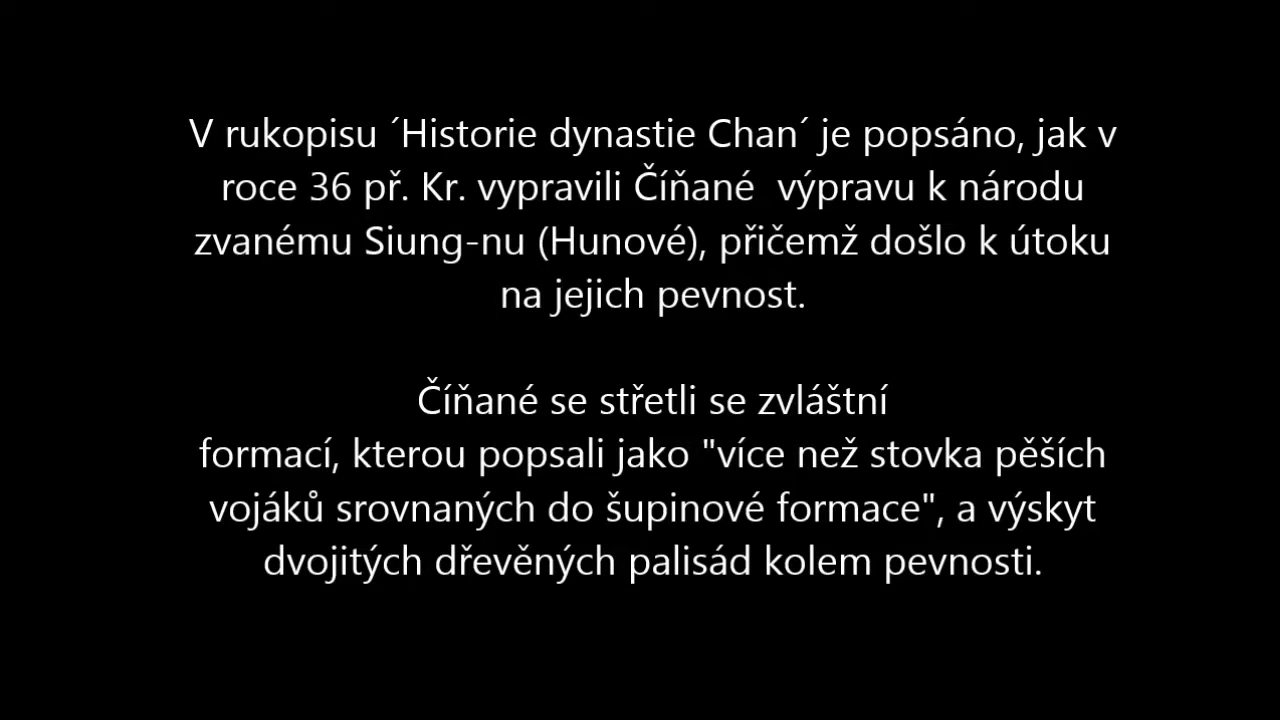 V rukopisu ´Historie dynastie Chan´ je popsáno, jak v
roce 36 př. Kr. vypravili Číňané  výpravu k národu
zvanému Siung-nu (Hunové), přičemž došlo k útoku
na jejich pevnost.
Číňané se střetli se zvláštní
formací, kterou popsali jako "více než stovka pěších
vojáků srovnaných do šupinové formace", a výskyt
dvojitých dřevěných palisád kolem pevnosti.